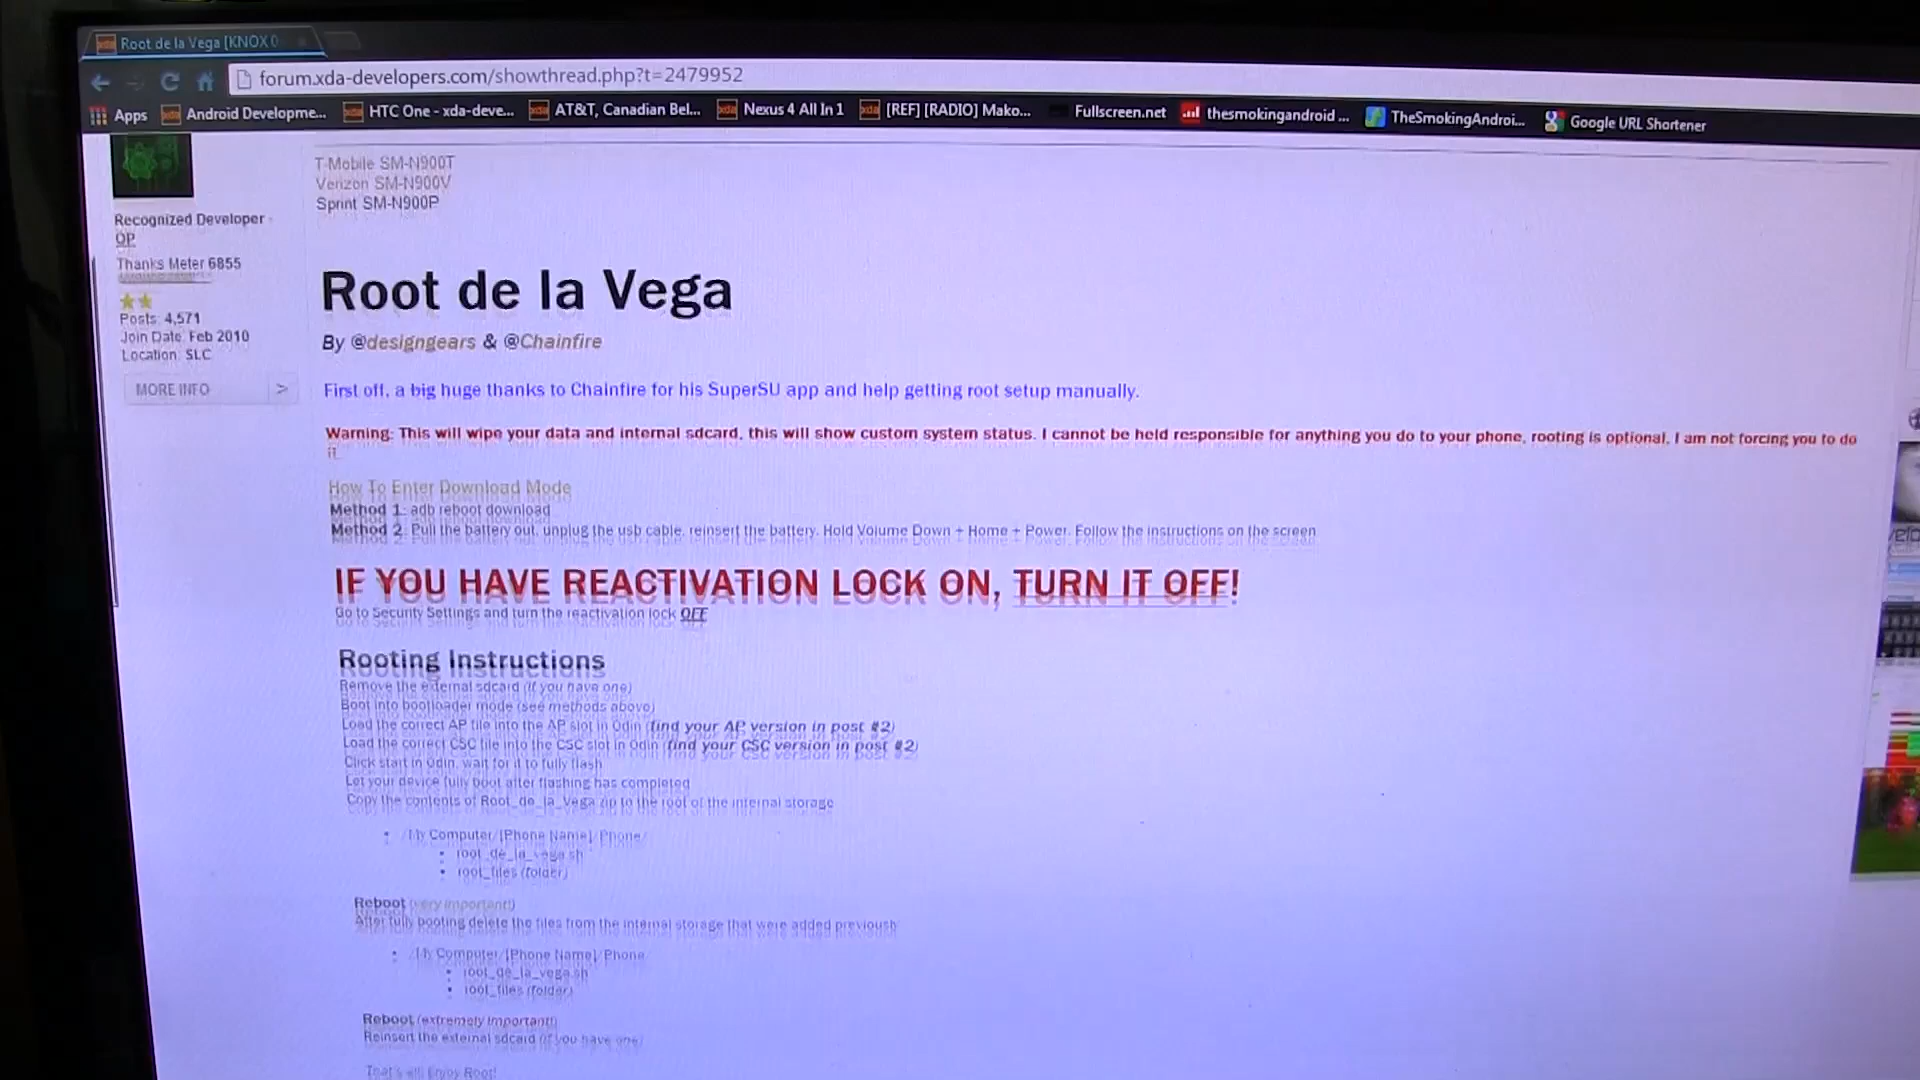 Root de la Vega [KNOX 0
forum.xda-developers.com/showthread.php?t=2479952
Apps Android Developme... HTC One - xda-deve... AT&T, Canadian Bel... Nexus 4 All In 1 [REF] [RADIO] Mako... Fullscreen.net thesmokingandroid ... TheSmokingAndroi... Google URL Shortener
T-Mobile SM-N900T
Verizon SM-N900V
Sprint SM-N900P
Recognized Developer -
OP
Thanks Meter 6855
Posts: 4,571
Join Date: Feb 2010
Location: SLC
MORE INFO >
Root de la Vega
By @designgears & @Chainfire
First off, a big huge thanks to Chainfire for his SuperSU app and help getting root setup manually.
Warning: This will wipe your data and internal sdcard, this will show custom system status. I cannot be held responsible for anything you do to your phone, rooting is optional, I am not forcing you to do
it.
How To Enter Download Mode
Method 1: adb reboot download
Method 2: Pull the battery out, unplug the usb cable, reinsert the battery. Hold Volume Down + Home + Power. Follow the instructions on the screen
IF YOU HAVE REACTIVATION LOCK ON, TURN IT OFF!
Go to Security Settings and turn the reactivation lock OFF
Rooting Instructions
Remove the external sdcard (if you have one)
Boot into bootloader mode (see methods above)
Load the correct AP file into the AP slot in Odin (find your AP version in post #2)
Load the correct CSC file into the CSC slot in Odin (find your CSC version in post #2)
Click start in Odin, wait for it to fully flash
Let your device fully boot after flashing has completed
Copy the contents of Root_de_la_Vega.zip to the root of the internal storage
/My Computer/[Phone Name]/Phone/
root_de_la_vega.sh
root_files (folder)
Reboot (very important!)
After fully booting delete the files from the internal storage that were added previously
/My Computer/[Phone Name]/Phone
root_de_la_vega.sh
root_files (folder)
Reboot (extremely important!)
Reinsert the external sdcard (if you have one)
That's all, Enjoy Root!